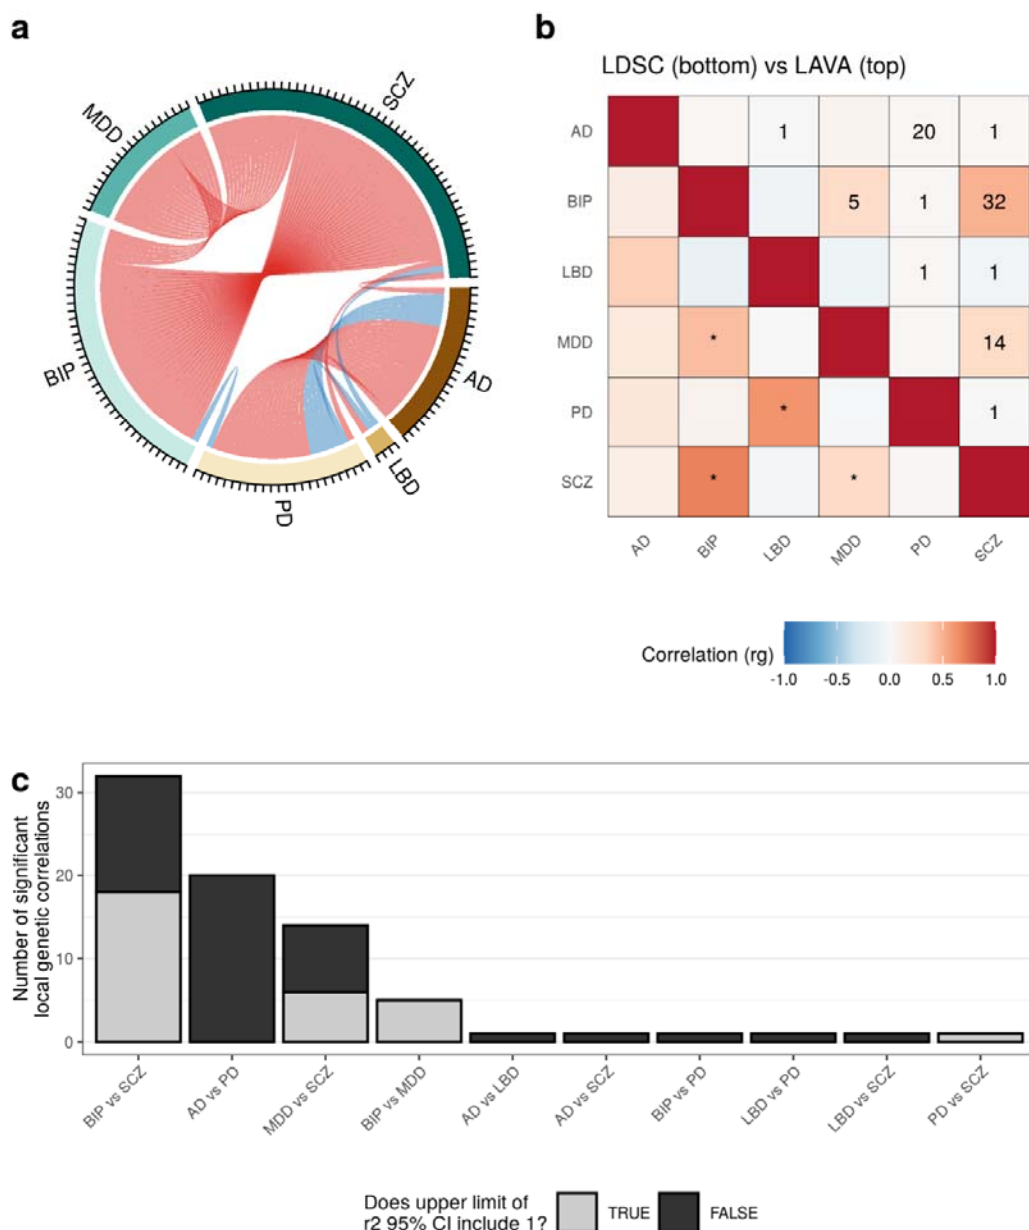 a
SCZ
MDD
BIP
AD
LBD
PD
b
LDSC (bottom) vs LAVA (top)
AD
1
20
1
BIP
5
1
32
LBD
1
1
MDD
*
14
PD
*
1
SCZ
*
*
AD
BIP
LBD
MDD
PD
SCZ
Correlation (rg)
-1.0
-0.5
0.0
0.5
1.0
c
Number of significant
local genetic correlations
30
20
10
0
BIP vs SCZ
AD vs PD
MDD vs SCZ
BIP vs MDD
AD vs LBD
AD vs SCZ
BIP vs PD
LBD vs PD
LBD vs SCZ
PD vs SCZ
Does upper limit of
r2 95% CI include 1?
TRUE
FALSE